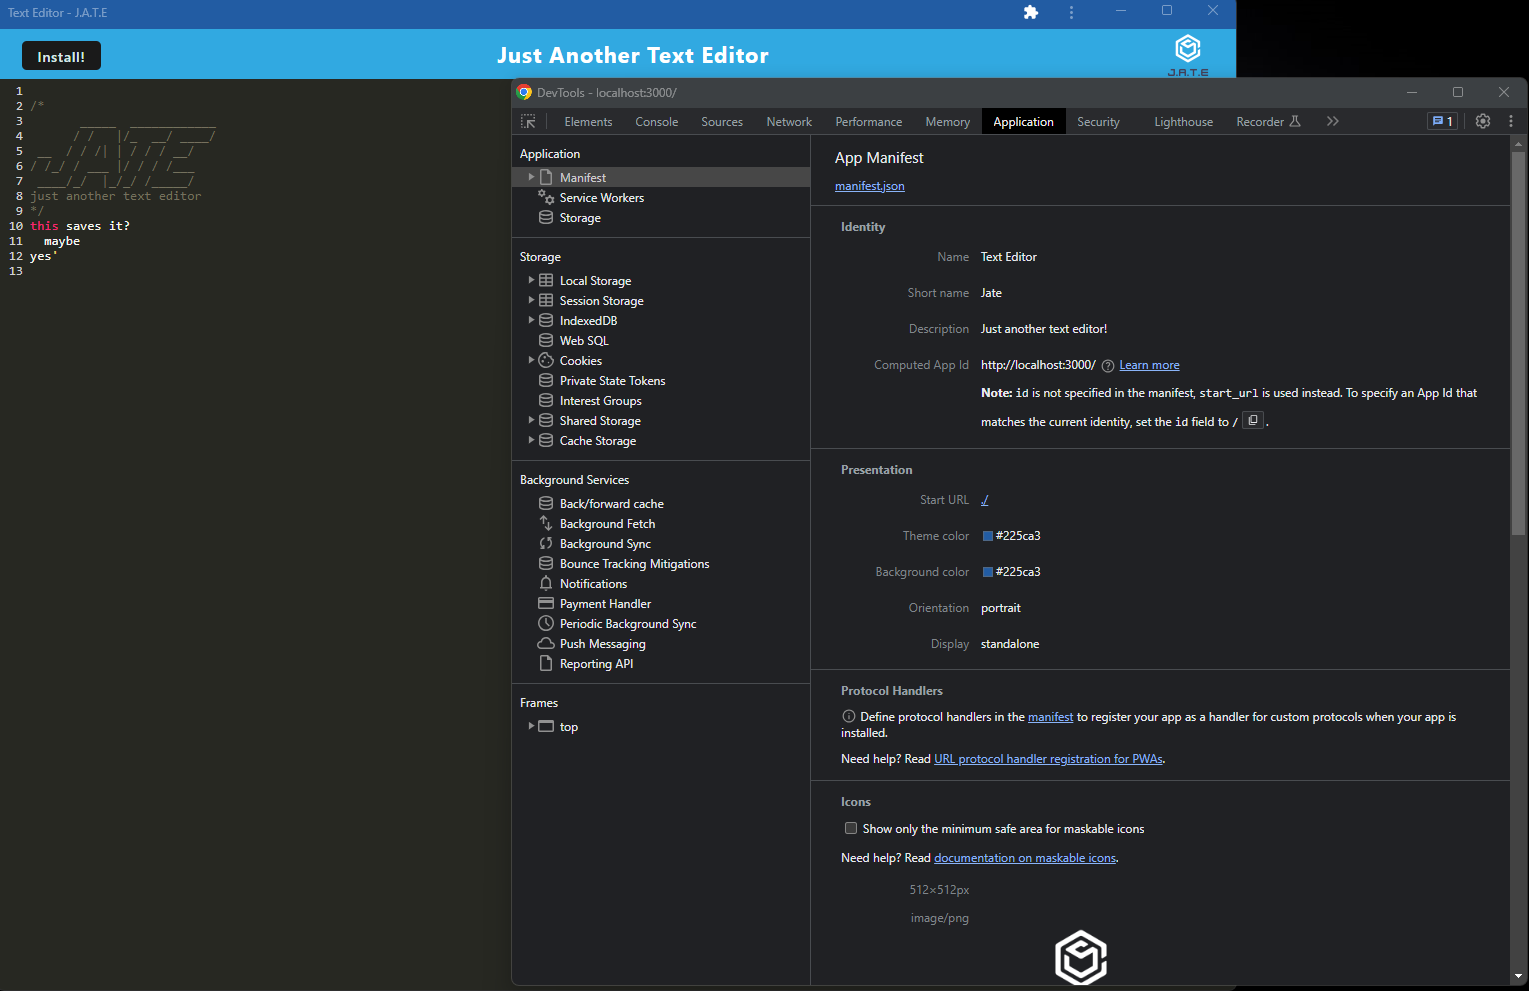 Text Editor - J.A.T.E
Install!
Just Another Text Editor
J.A.T.E
1
2 /*
3        _____  ____________
4       / /   |/_  __/ ____/
5  __  / / /| | / / / __/
6 / /_/ / ___ |/ / / /___
7  ____/_/  |_/_/ /_____/
8 just another text editor
9 */
10 this saves it?
11   maybe
12 yes'
13
DevTools - localhost:3000/
Elements Console Sources Network Performance Memory Application Security Lighthouse Recorder 1
Application
Manifest
Service Workers
Storage
Storage
Local Storage
Session Storage
IndexedDB
Web SQL
Cookies
Private State Tokens
Interest Groups
Shared Storage
Cache Storage
Background Services
Back/forward cache
Background Fetch
Background Sync
Bounce Tracking Mitigations
Notifications
Payment Handler
Periodic Background Sync
Push Messaging
Reporting API
Frames
top
App Manifest
manifest.json
Identity
Name Text Editor
Short name Jate
Description Just another text editor!
Computed App Id http://localhost:3000/ Learn more
Note: id is not specified in the manifest, start_url is used instead. To specify an App Id that
matches the current identity, set the id field to / .
Presentation
Start URL ./
Theme color #225ca3
Background color #225ca3
Orientation portrait
Display standalone
Protocol Handlers
Define protocol handlers in the manifest to register your app as a handler for custom protocols when your app is
installed.
Need help? Read URL protocol handler registration for PWAs.
Icons
Show only the minimum safe area for maskable icons
Need help? Read documentation on maskable icons.
512×512px
image/png